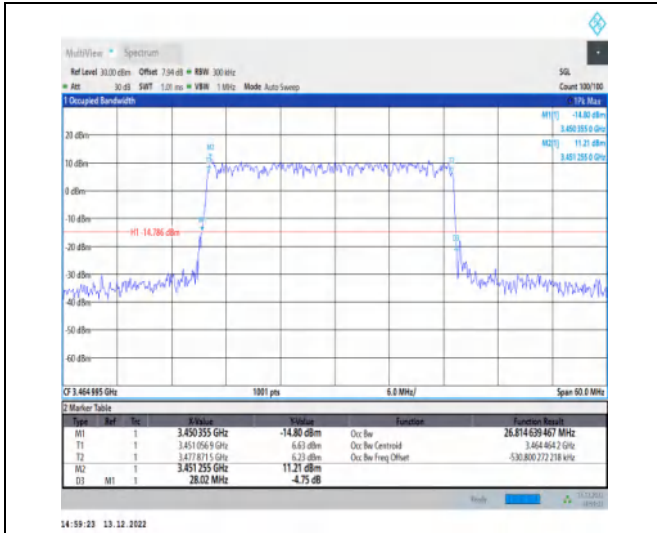 MultiView Spectrum
Ref Level 30.00 dBm Offset 7.94 dB RBW 300 kHz SGL
Att 30 dB SWT 1.01 ms VBW 1 MHz Mode Auto Sweep Count 100/100
1 Occupied Bandwidth 1Pk Max
M1[1] -14.80 dBm
3.450 355 0 GHz
M2[1] 11.21 dBm
3.451 255 0 GHz
20 dBm
M2
10 dBm
0 dBm
-10 dBm
H1 -14.786 dBm
-20 dBm
-30 dBm
-40 dBm
-50 dBm
-60 dBm
CF 3.464 995 GHz 1001 pts 6.0 MHz/ Span 60.0 MHz
2 Marker Table
Type Ref Trc X-Value Y-Value Function Function Result
M1 1 3.450 355 GHz -14.80 dBm Occ Bw 26.814 639 467 MHz
T1 1 3.451 056 9 GHz 6.63 dBm Occ Bw Centroid 3.464 464 2 GHz
T2 1 3.477 871 5 GHz 6.23 dBm Occ Bw Freq Offset -530.800 272 218 kHz
M2 1 3.451 255 GHz 11.21 dBm
D3 M1 1 28.02 MHz -4.75 dB
Ready
14:59:23 13.12.2022